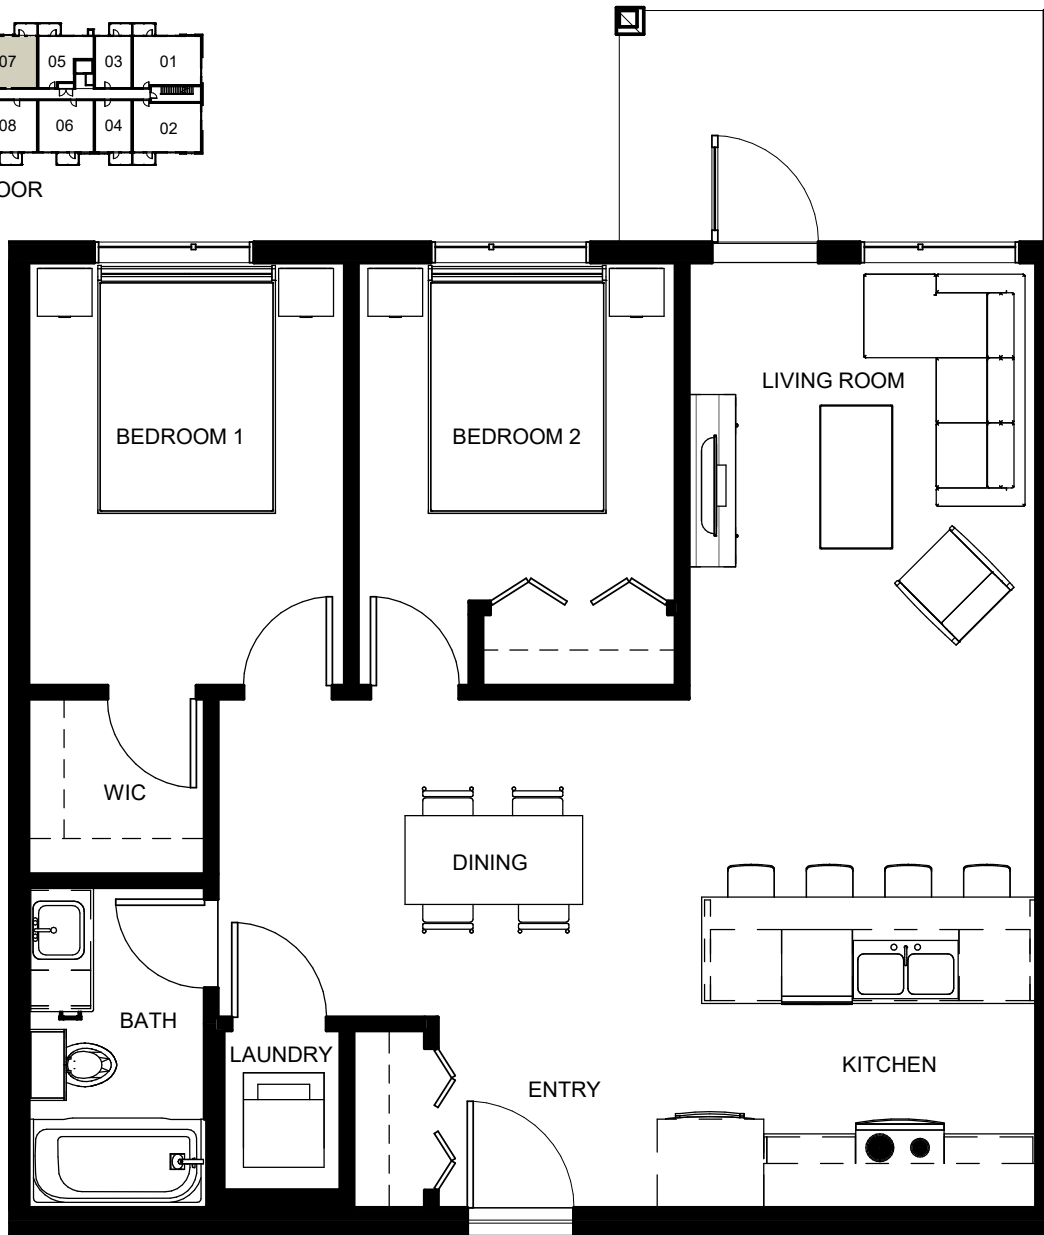 07 05 03 01
08 06 04 02
OOR
LIVING ROOM
BEDROOM 1
BEDROOM 2
WIC
DINING
BATH
LAUNDRY
KITCHEN
ENTRY